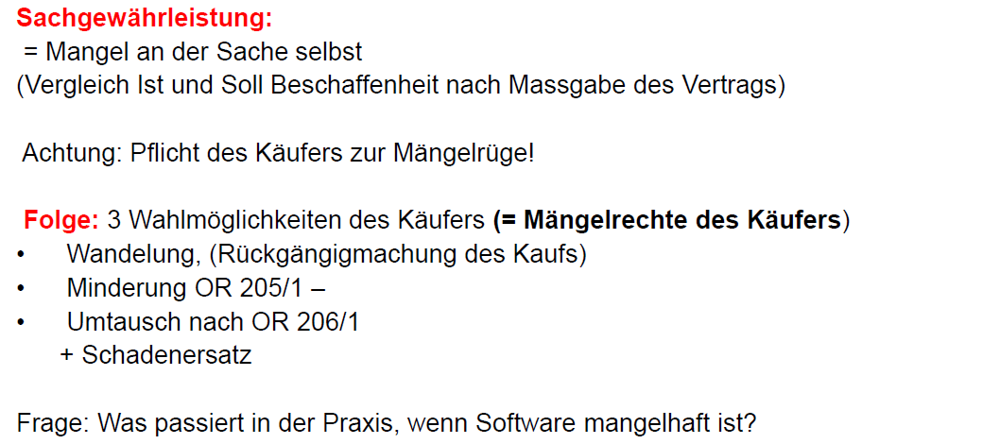 Sachgewährleistung:
= Mangel an der Sache selbst
(Vergleich Ist und Soll Beschaffenheit nach Massgabe des Vertrags)
Achtung: Pflicht des Käufers zur Mängelrüge!
Folge: 3 Wahlmöglichkeiten des Käufers (= Mängelrechte des Käufers)
• Wandelung, (Rückgängigmachung des Kaufs)
• Minderung OR 205/1 –
• Umtausch nach OR 206/1
+ Schadenersatz
Frage: Was passiert in der Praxis, wenn Software mangelhaft ist?